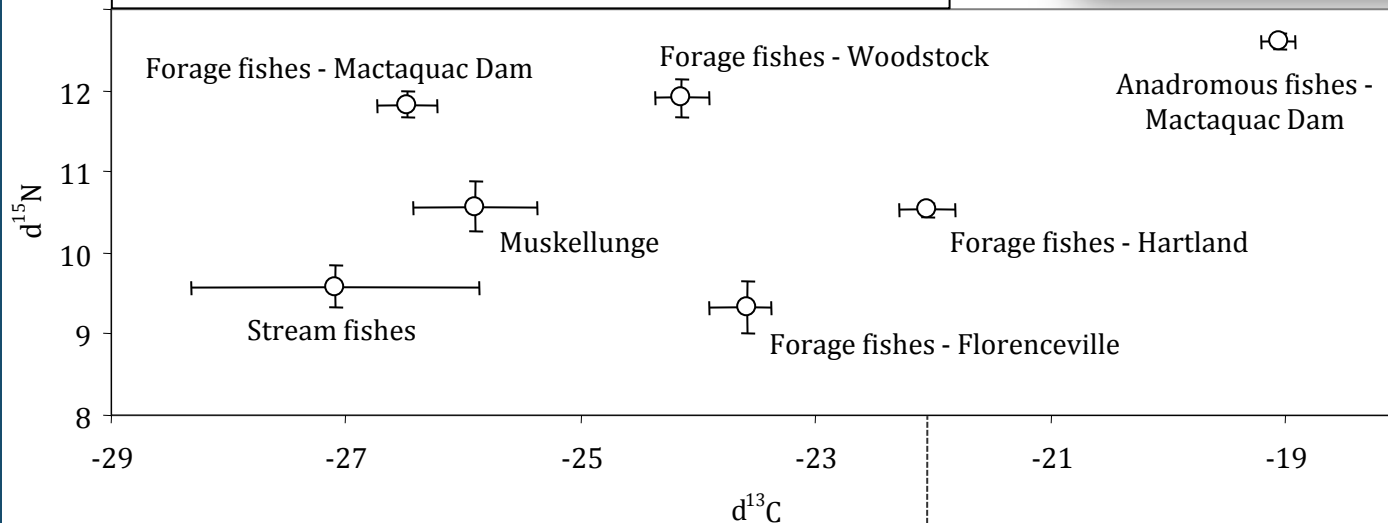 Forage fishes - Mactaquac Dam
Forage fishes - Woodstock
Anadromous fishes -
Mactaquac Dam
12
11
10
9
8
d¹⁵N
Muskellunge
Forage fishes - Hartland
Stream fishes
Forage fishes - Florenceville
-29
-27
-25
-23
-21
-19
d¹³C